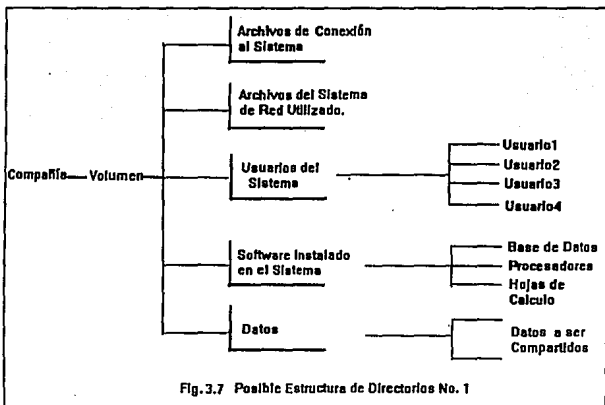 Archivos de Conexión
al Sistema
Archivos del Sistema
de Red Utilizado.
Compañía
Volumen
Usuarios del
Sistema
Usuario1
Usuario2
Usuario3
Usuario4
Software Instalado
en el Sistema
Base de Datos
Procesadores
Hojas de
Calculo
Datos
Datos a ser
Compartidos
Fig.3.7 Posible Estructura de Directorios No. 1